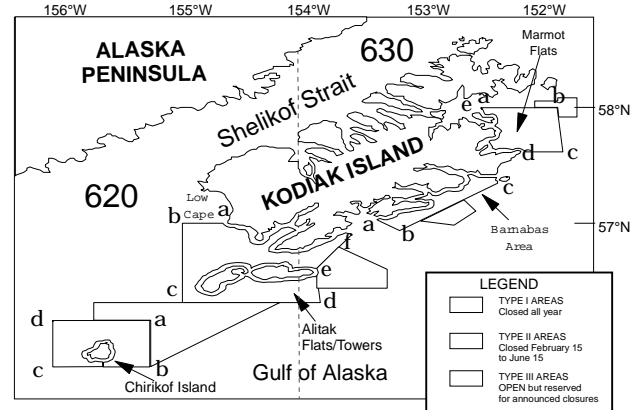 156°W 155°W 154°W 153°W 152°W
ALASKA
PENINSULA
630
Marmot
Flats
Shelikof Strait
e a b
58°N
620
KODIAK ISLAND
d c
Low
Cape
b a
c
a b
Barnabas
Area
57°N
f
e
c d
LEGEND
TYPE I AREAS
Closed all year
TYPE II AREAS
Closed February 15
to June 15
TYPE III AREAS
OPEN but reserved
for announced closures
d a
Alitak
Flats/Towers
c b
Chirikof Island
Gulf of Alaska